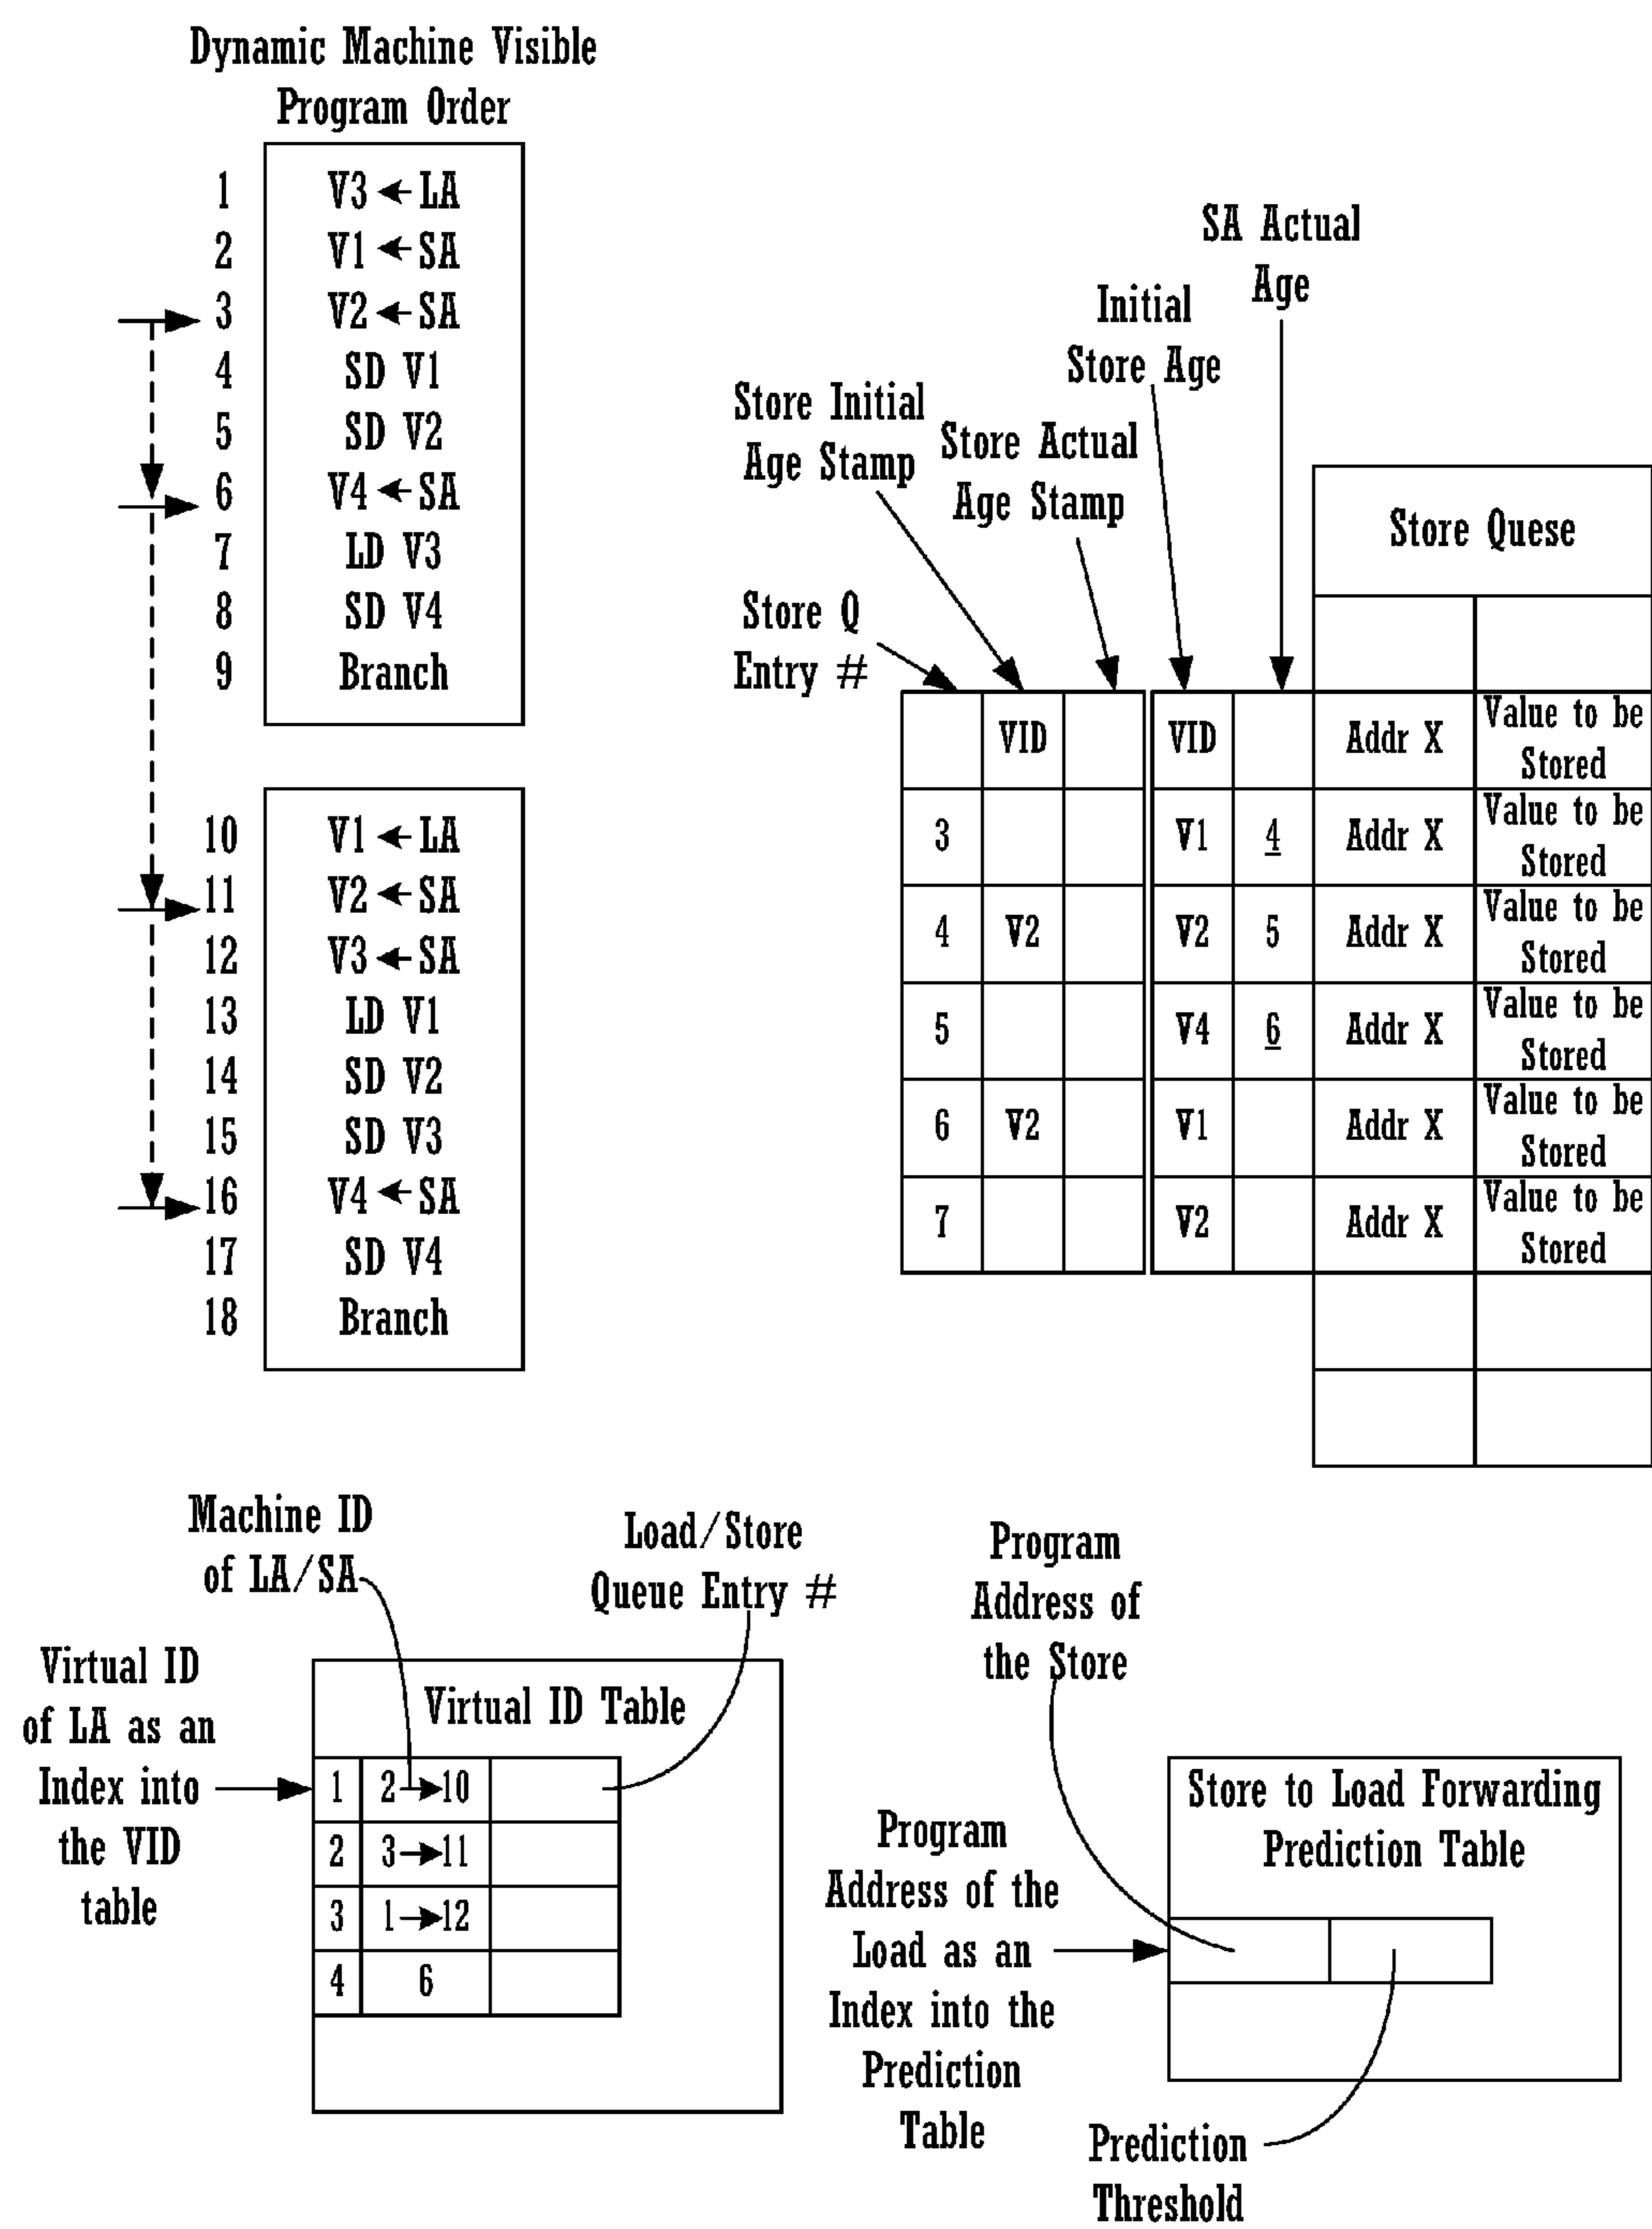 Dynamic Machine Visible
Program Order
1 V3 ← LA
2 V1 ← SA
3 V2 ← SA
4 SD V1
5 SD V2
6 V4 ← SA
7 LD V3
8 SD V4
9 Branch
10 V1 ← LA
11 V2 ← SA
12 V3 ← SA
13 LD V1
14 SD V2
15 SD V3
16 V4 ← SA
17 SD V4
18 Branch
SA Actual
Age
Initial
Store Age
Store Initial
Age Stamp
Store Actual
Age Stamp
Store Q
Entry #
Store Quese
VID VID Addr X Value to be
Stored
3 V1 4 Addr X Value to be
Stored
4 V2 V2 5 Addr X Value to be
Stored
5 V4 6 Addr X Value to be
Stored
6 V2 V1 Addr X Value to be
Stored
7 V2 Addr X Value to be
Stored
Machine ID
of LA/SA
Load/Store
Queue Entry #
Virtual ID
of LA as an
Index into
the VID
table
Virtual ID Table
1 2→10
2 3→11
3 1→12
4 6
Program
Address of
the Store
Program
Address of the
Load as an
Index into the
Prediction
Table
Store to Load Forwarding
Prediction Table
Prediction
Threshold